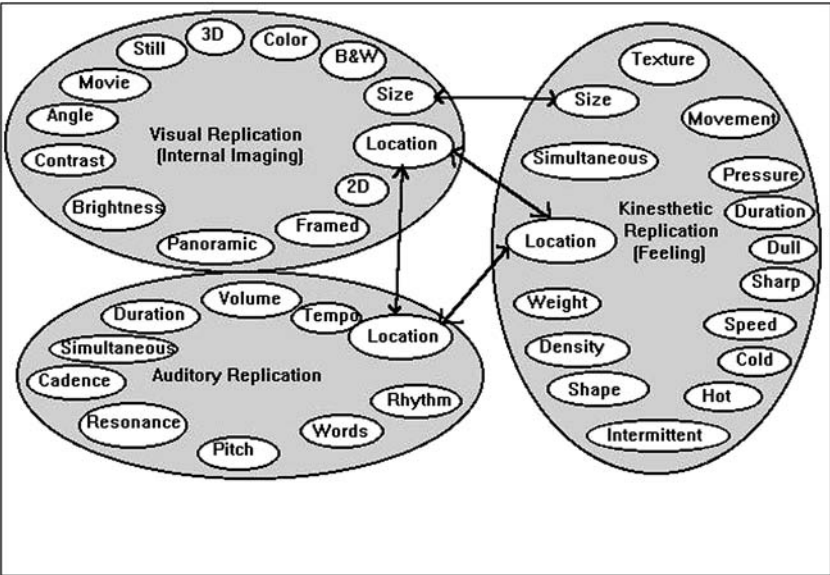 3D
Color
Still
B&W
Movie
Size
Angle
Visual Replication
(Internal Imaging)
Location
Contrast
2D
Brightness
Framed
Panoramic
Texture
Size
Movement
Simultaneous
Pressure
Kinesthetic
Replication
(Feeling)
Duration
Location
Dull
Sharp
Weight
Speed
Density
Cold
Shape
Hot
Intermittent
Volume
Duration
Tempo
Location
Simultaneous
Auditory Replication
Cadence
Rhythm
Resonance
Words
Pitch